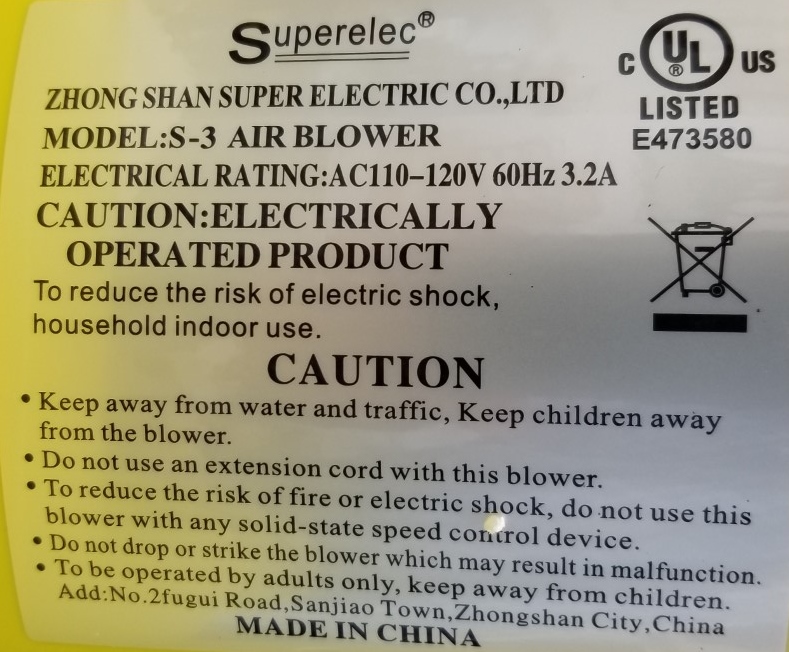 Superelec®
C UL® US
LISTED
E473580
ZHONG SHAN SUPER ELECTRIC CO.,LTD
MODEL:S-3 AIR BLOWER
ELECTRICAL RATING:AC110-120V 60Hz 3.2A
CAUTION:ELECTRICALLY
OPERATED PRODUCT
To reduce the risk of electric shock,
household indoor use.
CAUTION
• Keep away from water and traffic, Keep children away
from the blower.
• Do not use an extension cord with this blower.
• To reduce the risk of fire or electric shock, do not use this
blower with any solid-state speed control device.
• Do not drop or strike the blower which may result in malfunction.
• To be operated by adults only, keep away from children.
Add:No.2fugui Road,Sanjiao Town,Zhongshan City,China
MADE IN CHINA